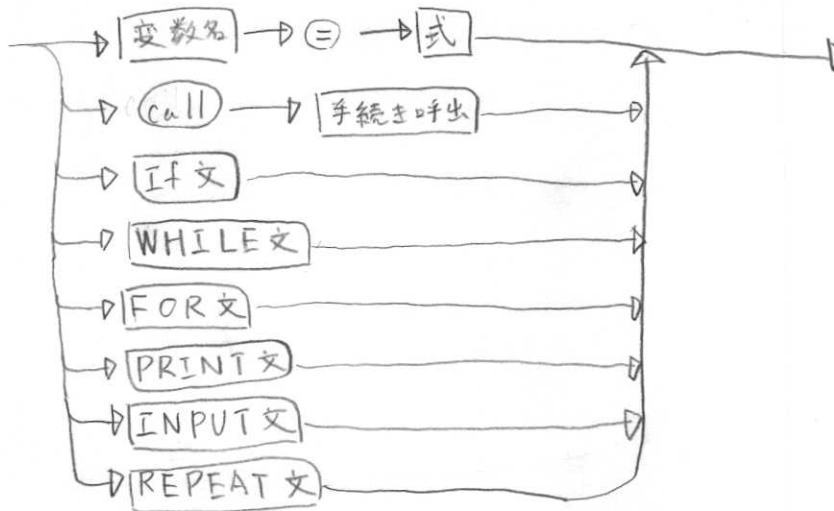 変数名 = 式
call 手続き呼出
If文
WHILE文
FOR文
PRINT文
INPUT文
REPEAT文